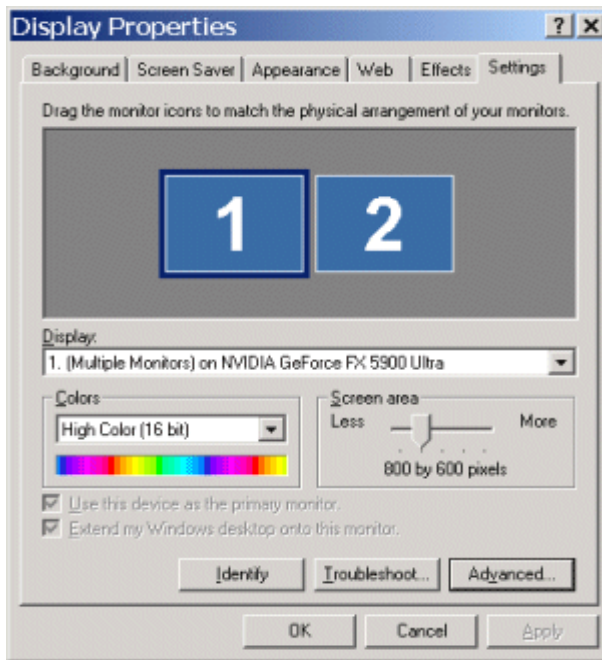 Display Properties ? X
Background Screen Saver Appearance Web Effects Settings
Drag the monitor icons to match the physical arrangement of your monitors.
1 2
Display:
1. (Multiple Monitors) on NVIDIA GeForce FX 5900 Ultra
Colors Screen area
High Color (16 bit) Less More
800 by 600 pixels
Use this device as the primary monitor.
Extend my Windows desktop onto this monitor.
Identify Troubleshoot... Advanced...
OK Cancel Apply